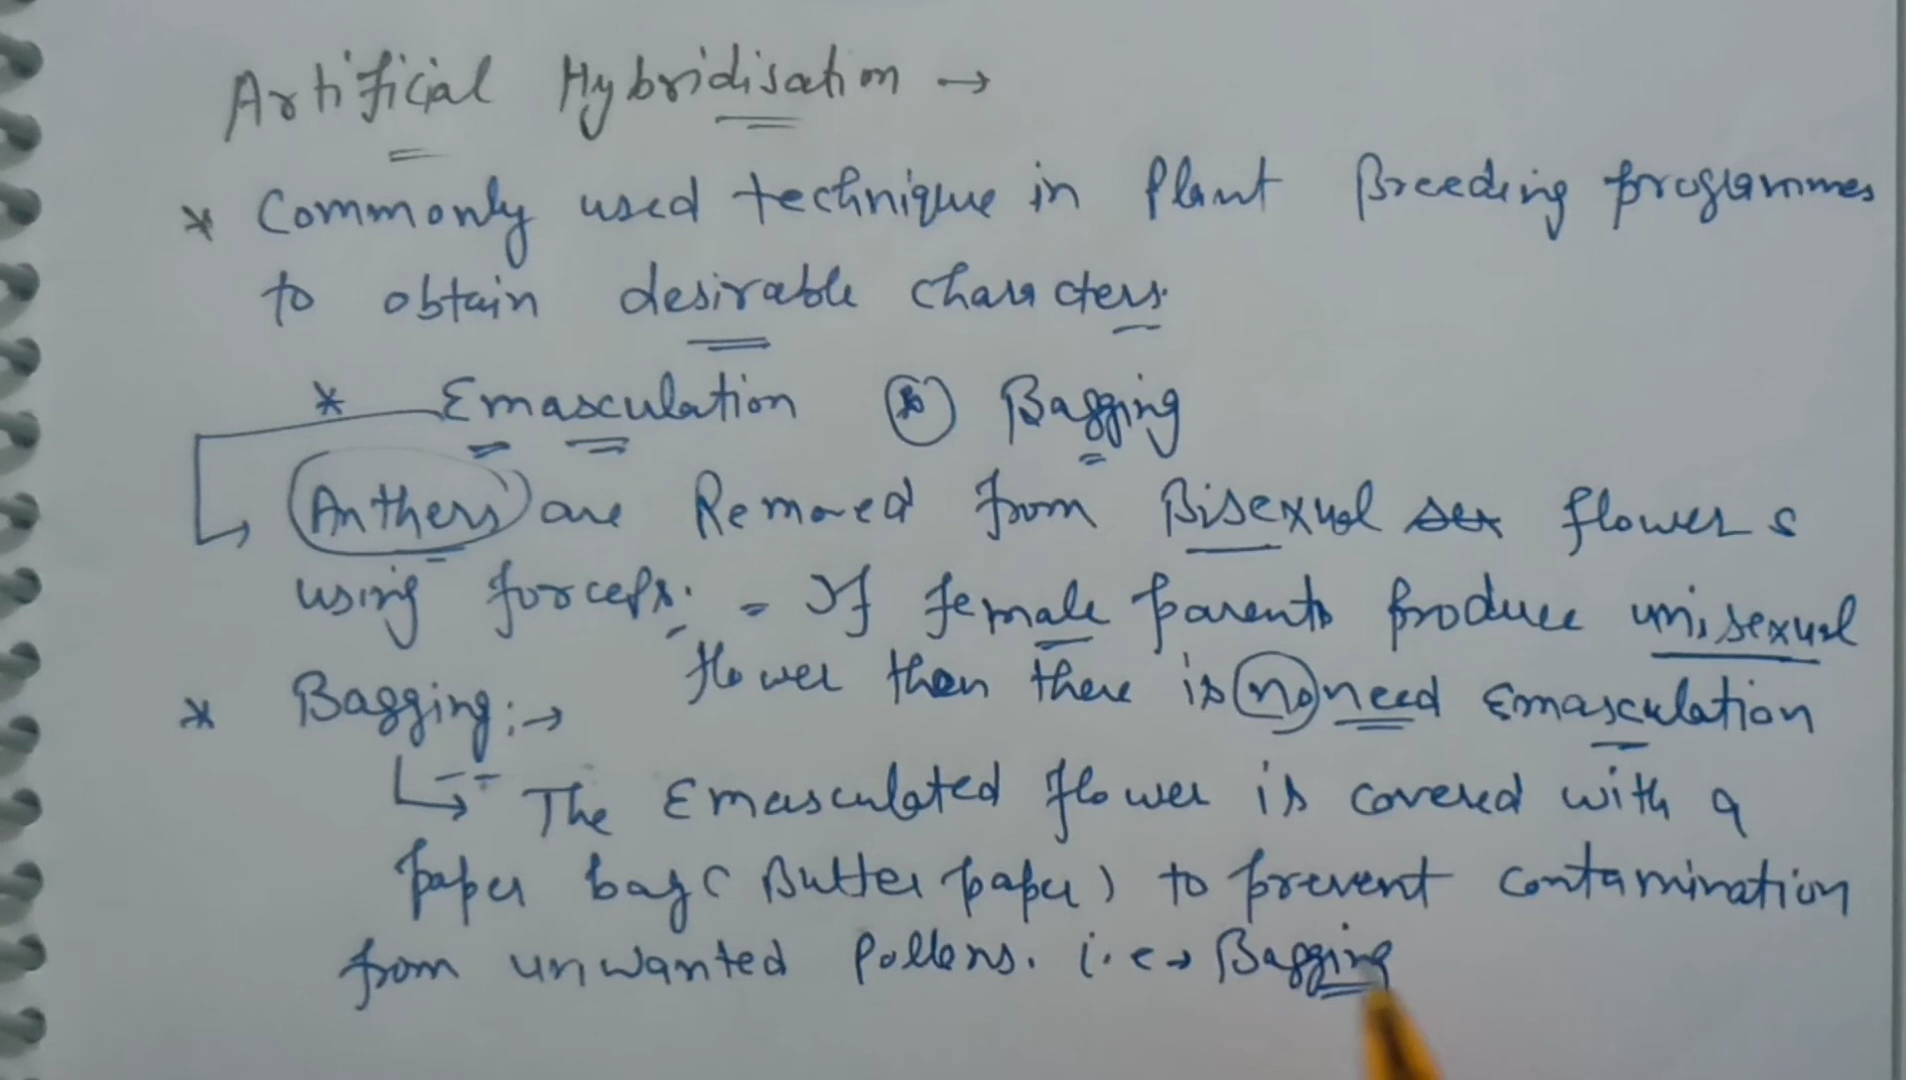 Artificial Hybridisation →
* Commonly used technique in Plant Breeding programmes
to obtain desirable characters.
* Emasculation * Bagging
Anthers are Removed from Bisexual sex flowers
using forceps. = If female parents produce unisexual
flower then there is no need Emasculation
* Bagging:→
The Emasculated flower is covered with a
paper bag (Butter paper) to prevent contamination
from unwanted Pollens. i.e→ Bagging